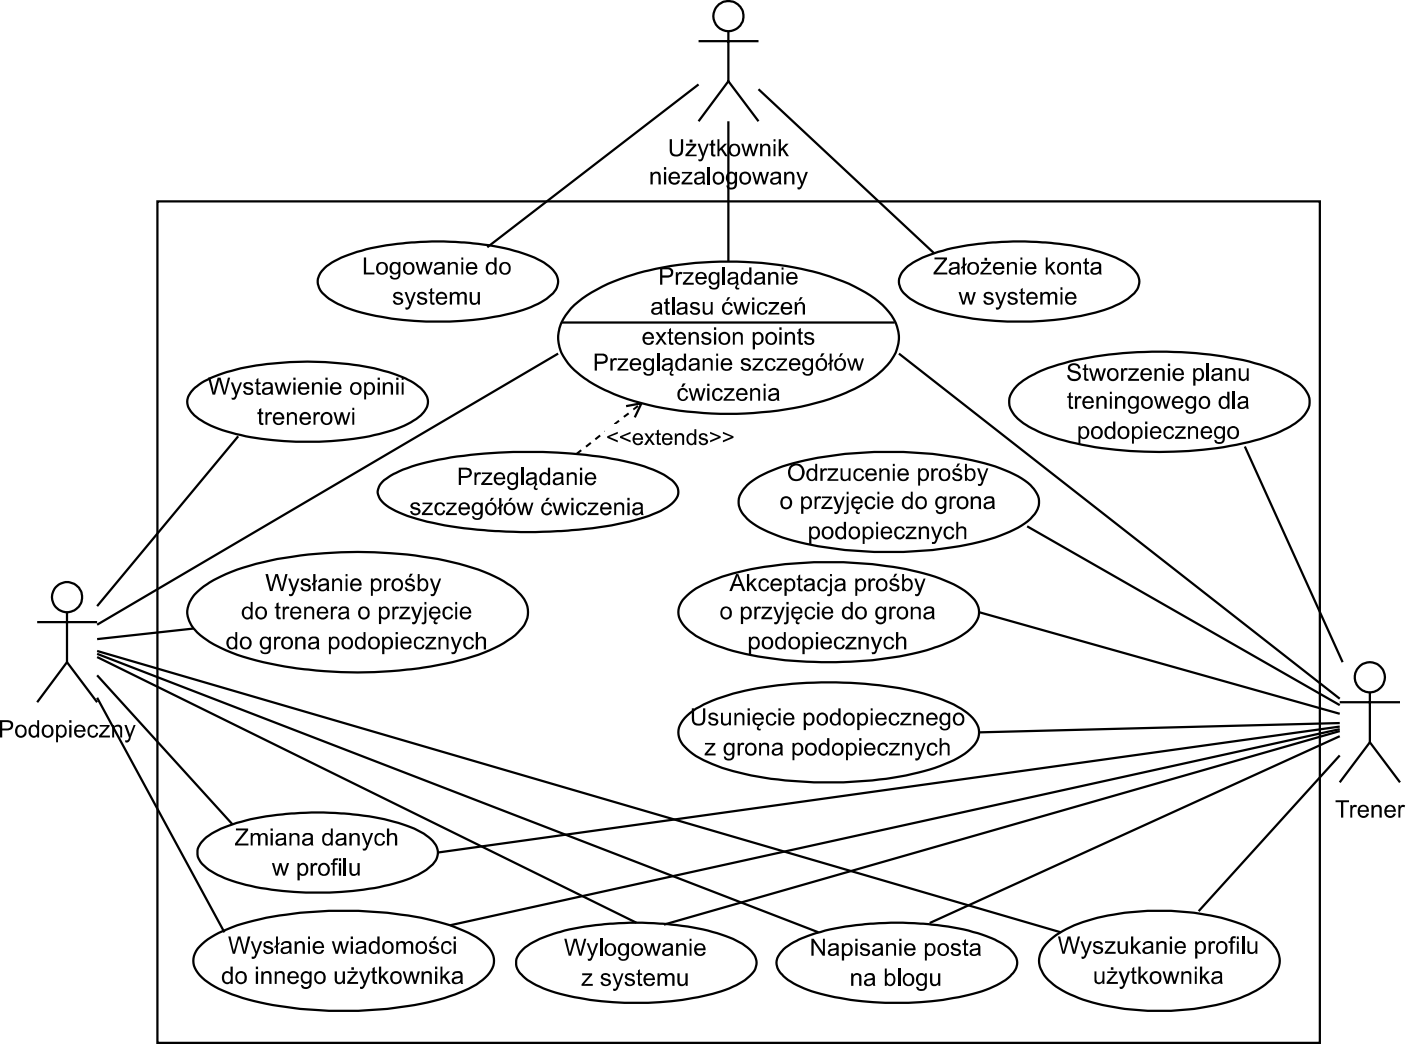 Użytkownik
niezalogowany
Logowanie do
systemu
Przeglądanie
atlasu ćwiczeń
extension points
Przeglądanie szczegółów
ćwiczenia
Założenie konta
w systemie
Wystawienie opinii
trenerowi
<<extends>>
Stworzenie planu
treningowego dla
podopiecznego
Przeglądanie
szczegółów ćwiczenia
Odrzucenie prośby
o przyjęcie do grona
podopiecznych
Wysłanie prośby
do trenera o przyjęcie
do grona podopiecznych
Akceptacja prośby
o przyjęcie do grona
podopiecznych
Podopieczny
Usunięcie podopiecznego
z grona podopiecznych
Trener
Zmiana danych
w profilu
Wysłanie wiadomości
do innego użytkownika
Wylogowanie
z systemu
Napisanie posta
na blogu
Wyszukanie profilu
użytkownika